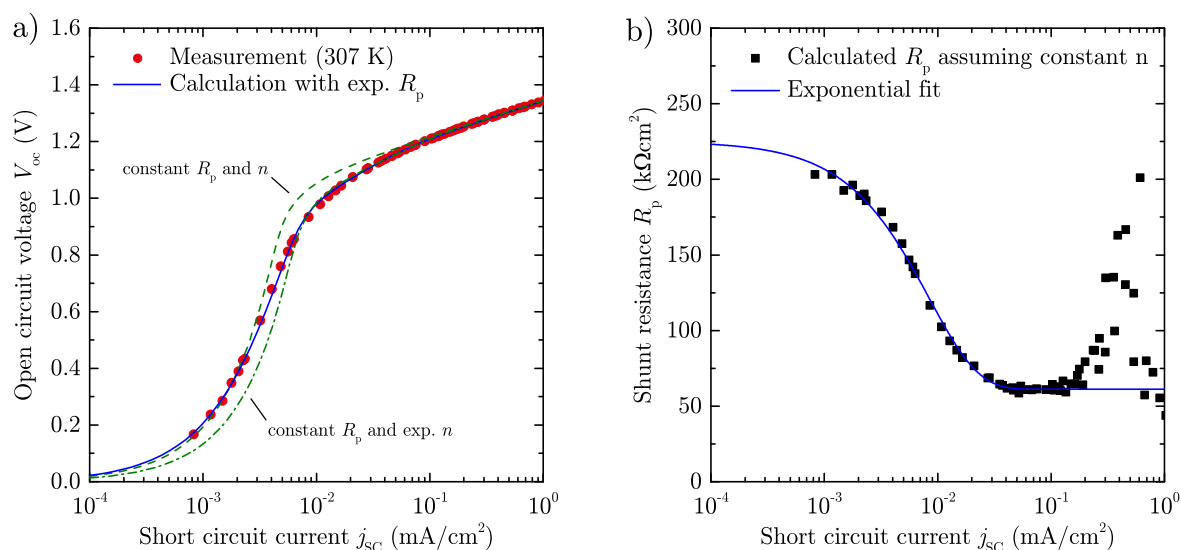 a)
1.6
1.4
1.2
1.0
0.8
0.6
0.4
0.2
0.0
Open circuit voltage V_oc (V)
Measurement (307 K)
Calculation with exp. R_p
constant R_p and n
constant R_p and exp. n
10^-4 10^-3 10^-2 10^-1 10^0
Short circuit current j_SC (mA/cm^2)
b)
300
250
200
150
100
50
0
Shunt resistance R_p (kΩcm^2)
Calculated R_p assuming constant n
Exponential fit
10^-4 10^-3 10^-2 10^-1 10^0
Short circuit current j_SC (mA/cm^2)